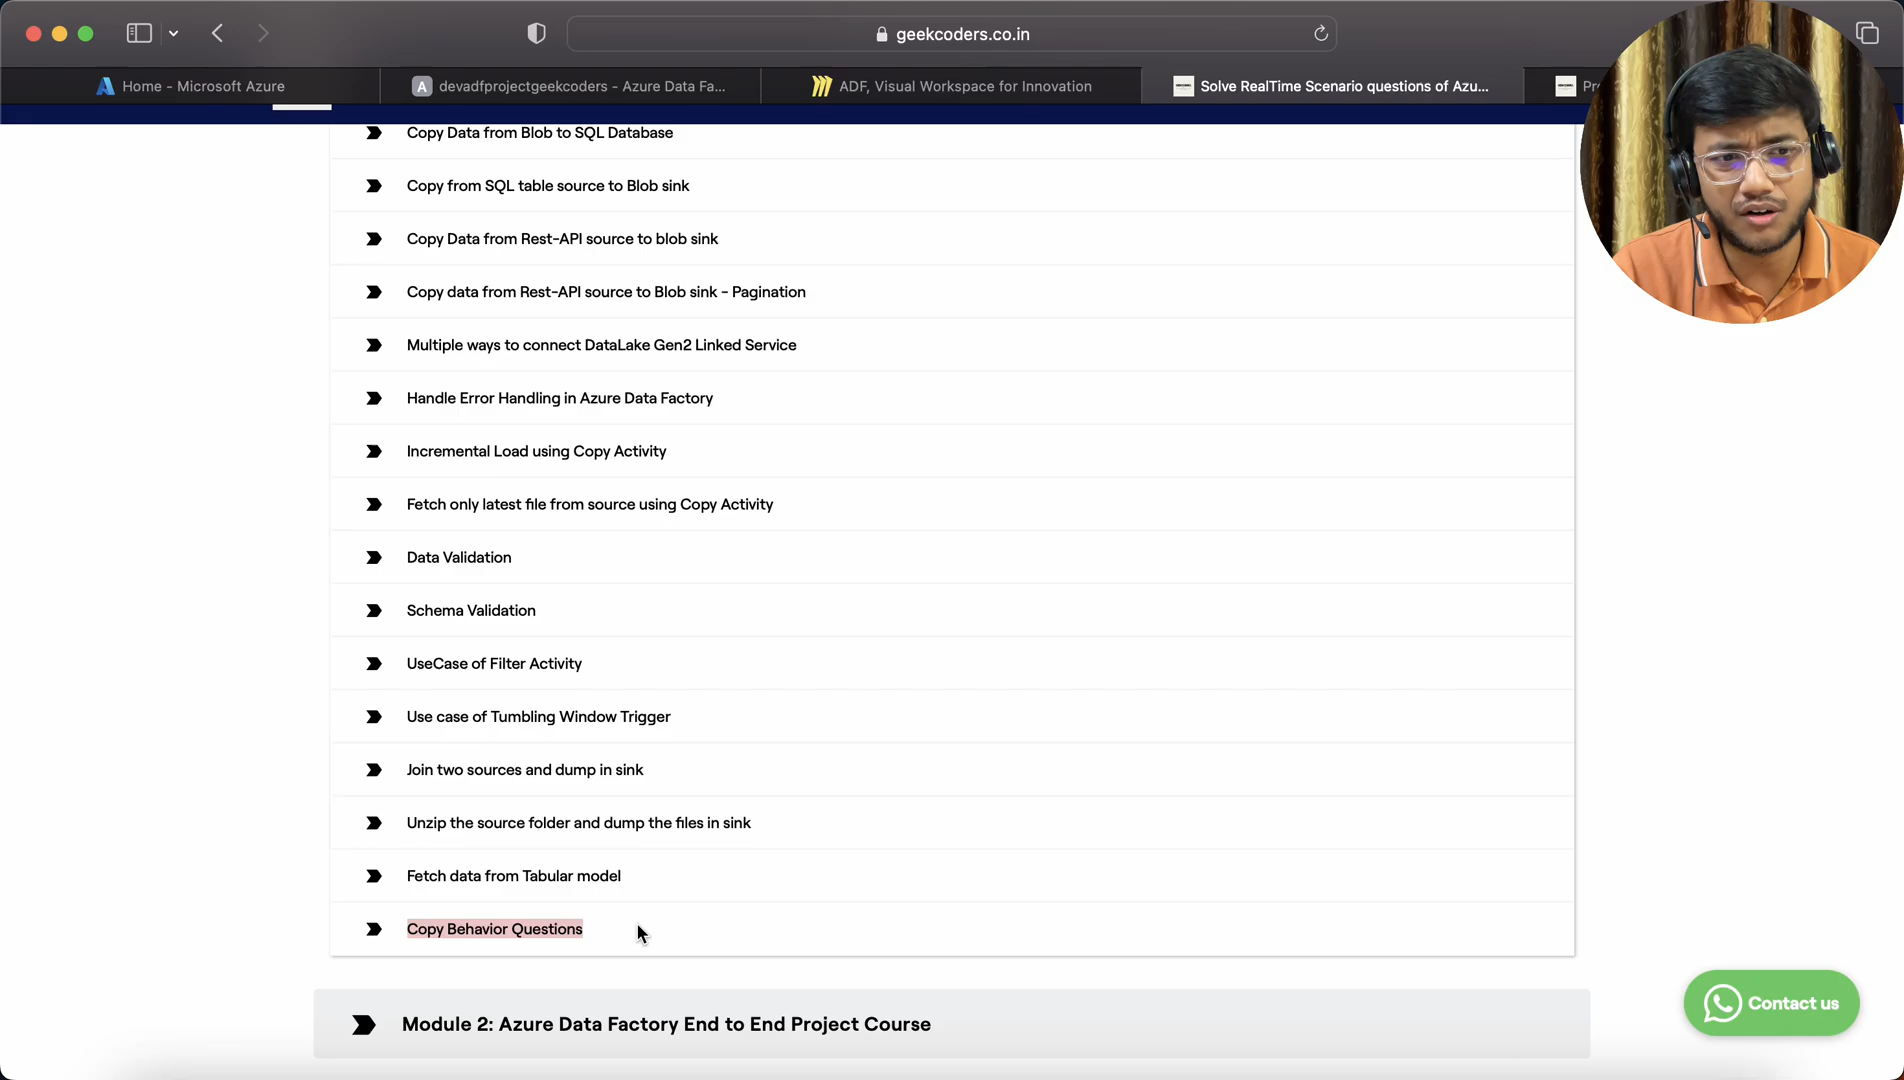 geekcoders.co.in
Home - Microsoft Azure
devadfprojectgeekcoders - Azure Data Fa...
ADF, Visual Workspace for Innovation
Solve RealTime Scenario questions of Azu...
Copy Data from Blob to SQL Database
Copy from SQL table source to Blob sink
Copy Data from Rest-API source to blob sink
Copy data from Rest-API source to Blob sink - Pagination
Multiple ways to connect DataLake Gen2 Linked Service
Handle Error Handling in Azure Data Factory
Incremental Load using Copy Activity
Fetch only latest file from source using Copy Activity
Data Validation
Schema Validation
UseCase of Filter Activity
Use case of Tumbling Window Trigger
Join two sources and dump in sink
Unzip the source folder and dump the files in sink
Fetch data from Tabular model
Copy Behavior Questions
Module 2: Azure Data Factory End to End Project Course
Contact us